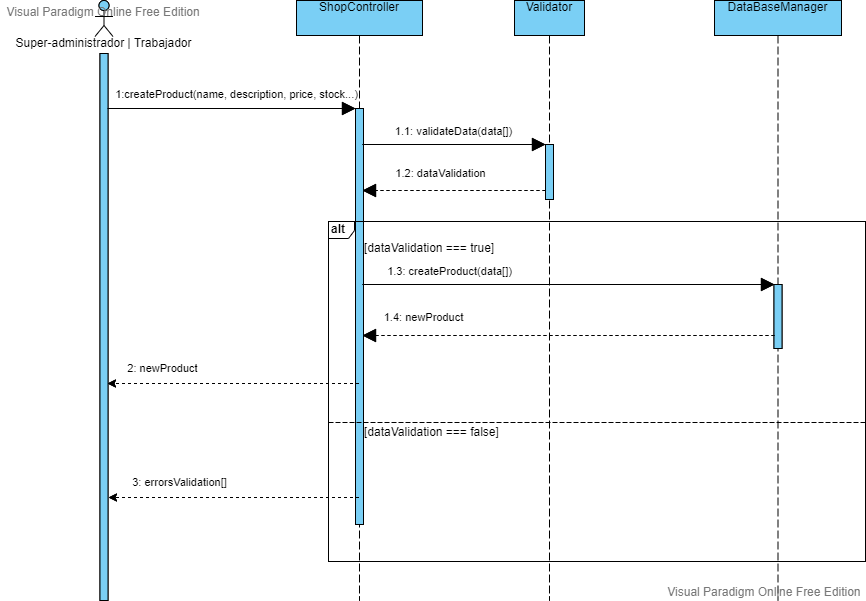 Visual Paradigm Online Free Edition
ShopController
Validator
DataBaseManager
Super-administrador | Trabajador
1:createProduct(name, description, price, stock...)
1.1: validateData(data[])
1.2: dataValidation
alt
[dataValidation === true]
1.3: createProduct(data[])
1.4: newProduct
2: newProduct
[dataValidation === false]
3: errorsValidation[]
Visual Paradigm Online Free Edition